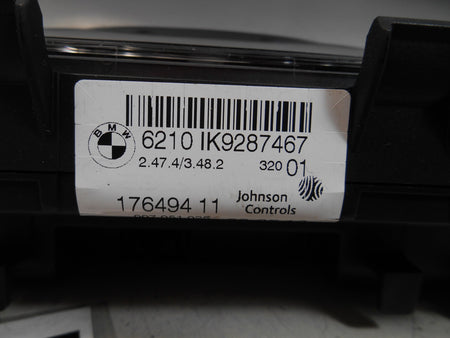 BMW
6210 IK9287467
2.47.4/3.48.2 320 01
176494 11
Johnson
Controls